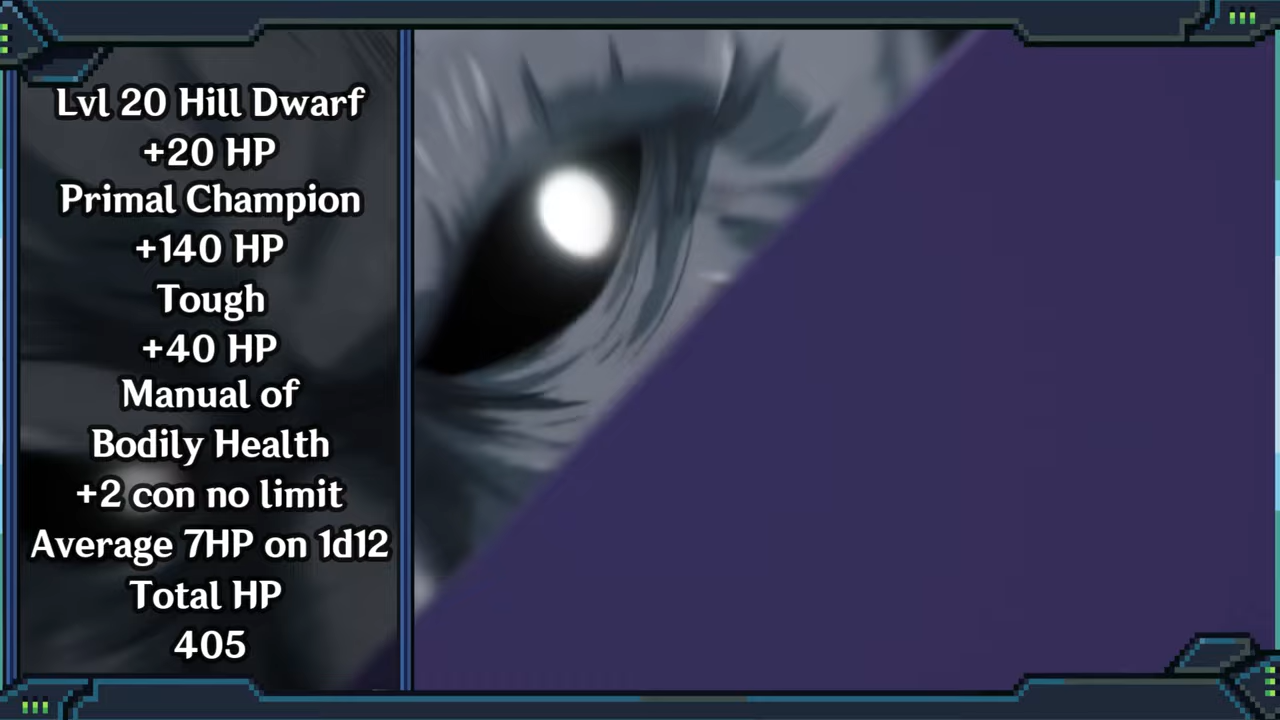 Lvl 20 Hill Dwarf
+20 HP
Primal Champion
+140 HP
Tough
+40 HP
Manual of
Bodily Health
+2 con no limit
Average 7HP on 1d12
Total HP
405